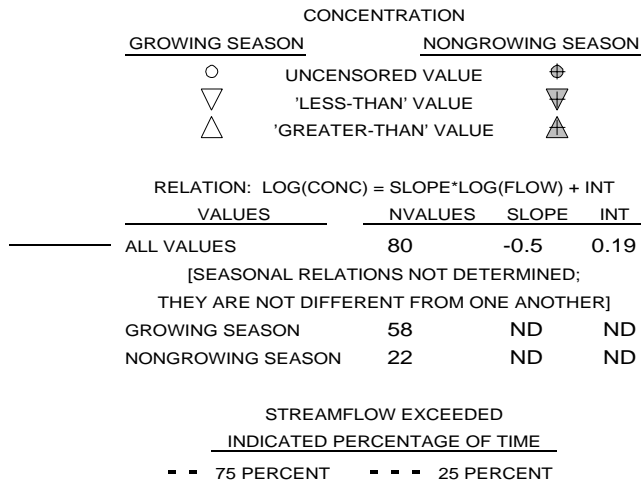 CONCENTRATION
GROWING SEASON NONGROWING SEASON
UNCENSORED VALUE
'LESS-THAN' VALUE
'GREATER-THAN' VALUE
RELATION: LOG(CONC) = SLOPE*LOG(FLOW) + INT
VALUES NVALUES SLOPE INT
ALL VALUES 80 -0.5 0.19
[SEASONAL RELATIONS NOT DETERMINED;
THEY ARE NOT DIFFERENT FROM ONE ANOTHER]
GROWING SEASON 58 ND ND
NONGROWING SEASON 22 ND ND
STREAMFLOW EXCEEDED
INDICATED PERCENTAGE OF TIME
75 PERCENT 25 PERCENT